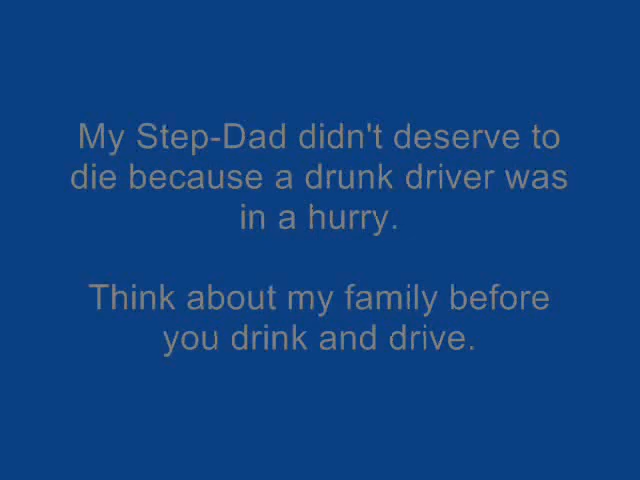 My Step-Dad didn't deserve to
die because a drunk driver was
in a hurry.
Think about my family before
you drink and drive.